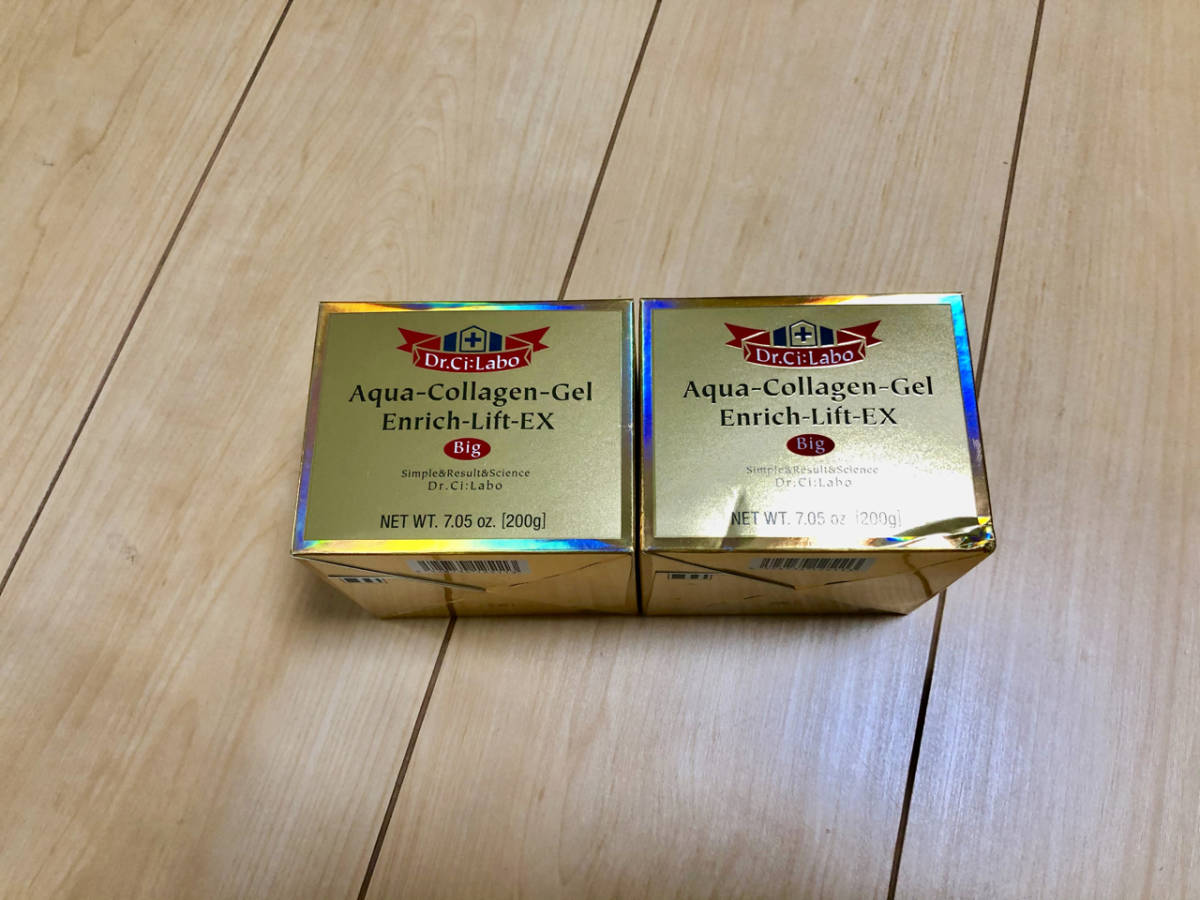 Dr.Ci:Labo
Aqua-Collagen-Gel
Enrich-Lift-EX
Big
Simple&Result&Science
Dr.Ci:Labo
NET WT. 7.05 oz. [200g]
Dr.Ci:Labo
Aqua-Collagen-Gel
Enrich-Lift-EX
Big
Simple&Result&Science
Dr.Ci:Labo
NET WT. 7.05 oz. [200g]